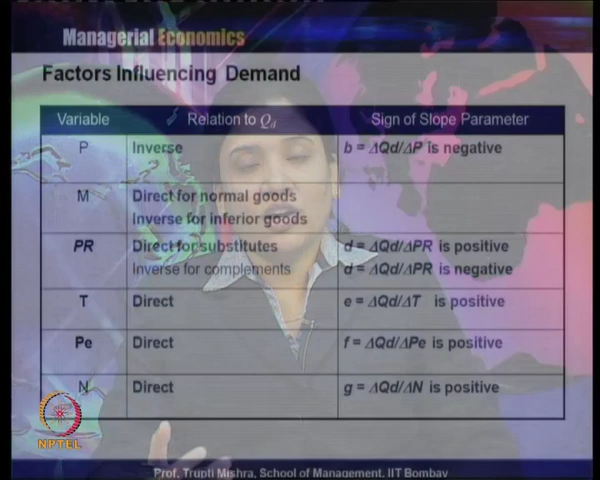 Managerial Economics
Factors Influencing Demand
Variable Relation to Qd Sign of Slope Parameter
P Inverse b = ΔQd/ΔP is negative
M Direct for normal goods
Inverse for inferior goods
PR Direct for substitutes d = ΔQd/ΔPR is positive
Inverse for complements d = ΔQd/ΔPR is negative
T Direct e = ΔQd/ΔT is positive
Pe Direct f = ΔQd/ΔPe is positive
N Direct g = ΔQd/ΔN is positive
NPTEL
Prof. Trupti Mishra, School of Management, IIT Bombay